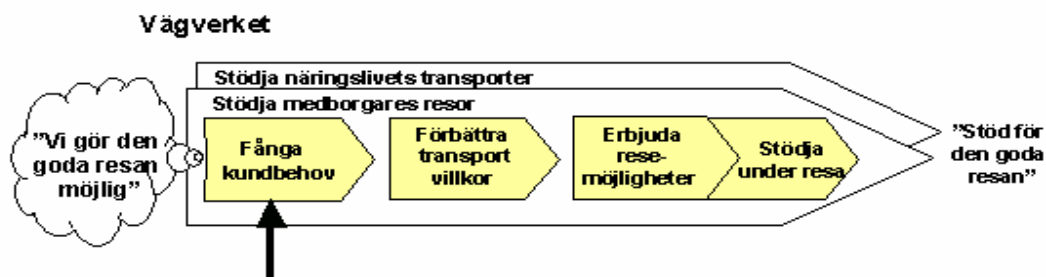 Vägverket
Stödja näringslivets transporter
Stödja medborgares resor
"Vi gör den
goda resan
möjlig"
Fånga
kundbehov
Förbättra
transport
villkor
Erbjuda
rese-
möjligheter
Stödja
under resa
"Stöd för
den goda
resan"